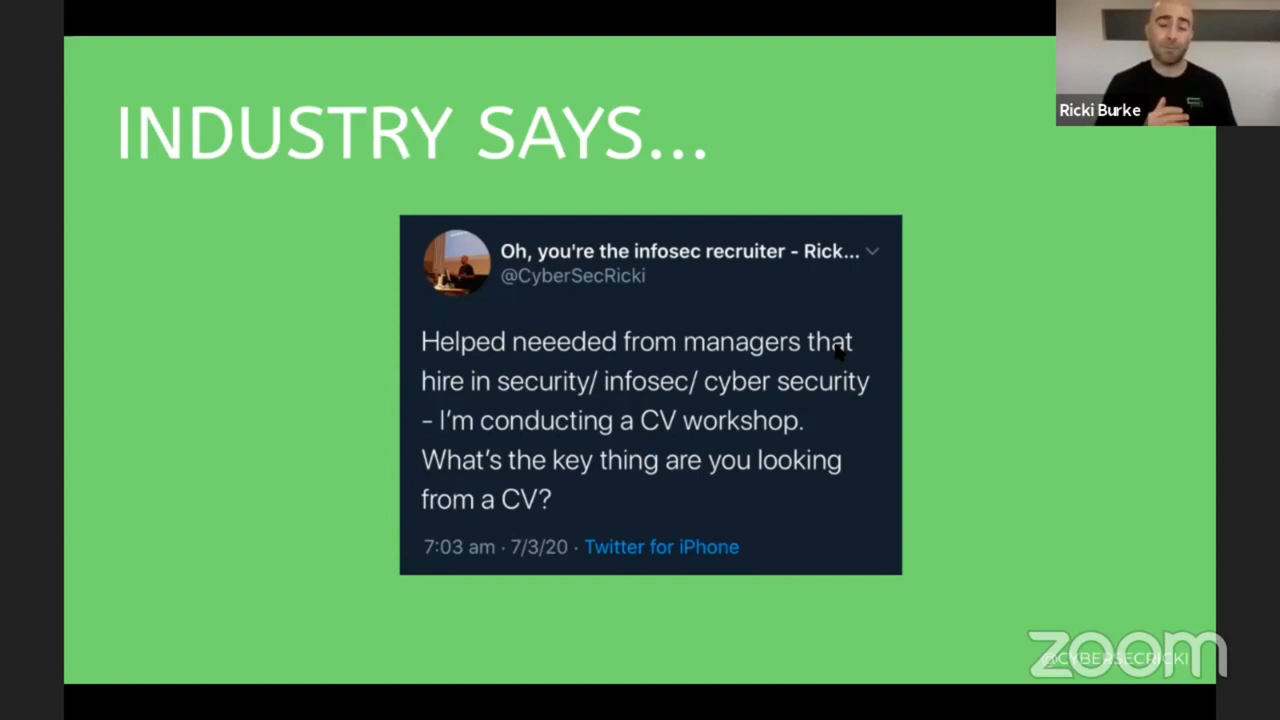 Ricki Burke
INDUSTRY SAYS...
Oh, you're the infosec recruiter - Rick...
@CyberSecRicki
Helped neeeded from managers that
hire in security/ infosec/ cyber security
- I'm conducting a CV workshop.
What's the key thing are you looking
from a CV?
7:03 am · 7/3/20 · Twitter for iPhone
zoom
@CYBERSECRICKI